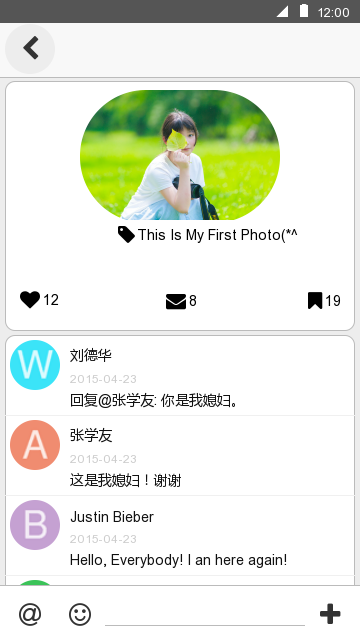 12:00
This Is My First Photo(*^
12
8
19
W
刘德华
2015-04-23
回复@张学友: 你是我媳妇。
A
张学友
2015-04-23
这是我媳妇！谢谢
B
Justin Bieber
2015-04-23
Hello, Everybody! I an here again!
@